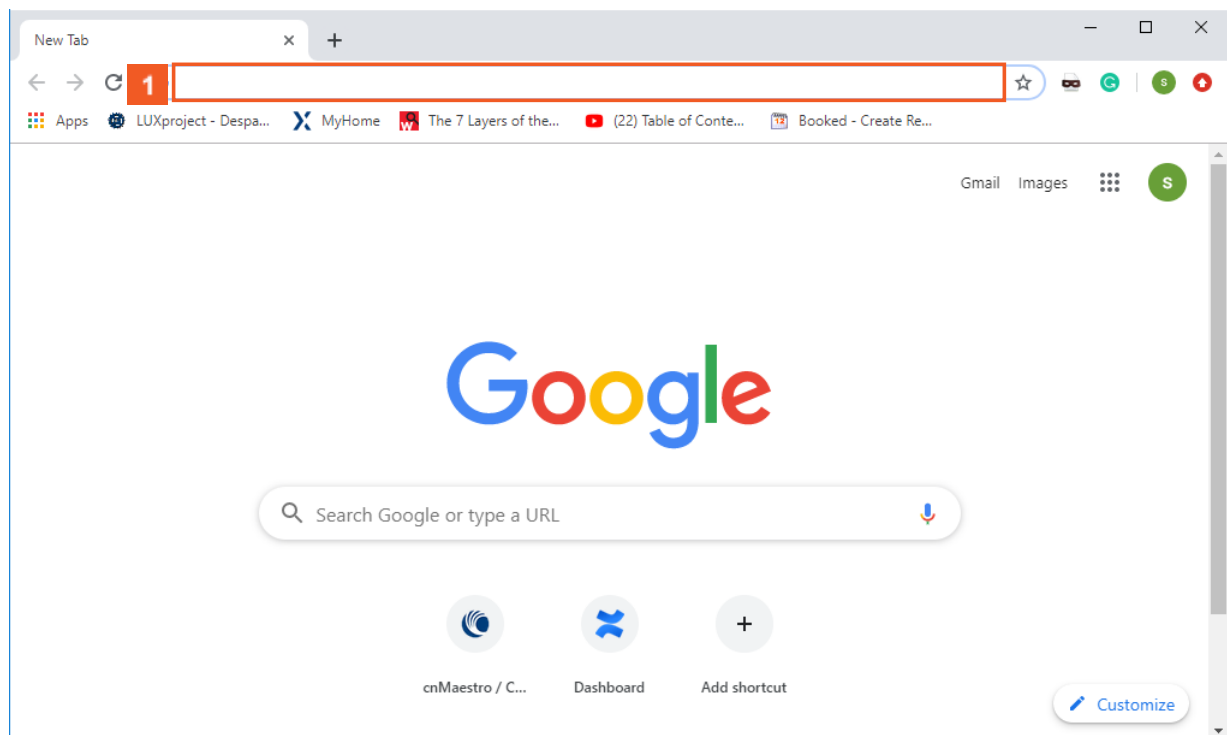 New Tab
1
S
Apps LUXproject - Despa... MyHome The 7 Layers of the... (22) Table of Conte... Booked - Create Re...
Gmail Images S
Google
Search Google or type a URL
cnMaestro / C... Dashboard Add shortcut
Customize